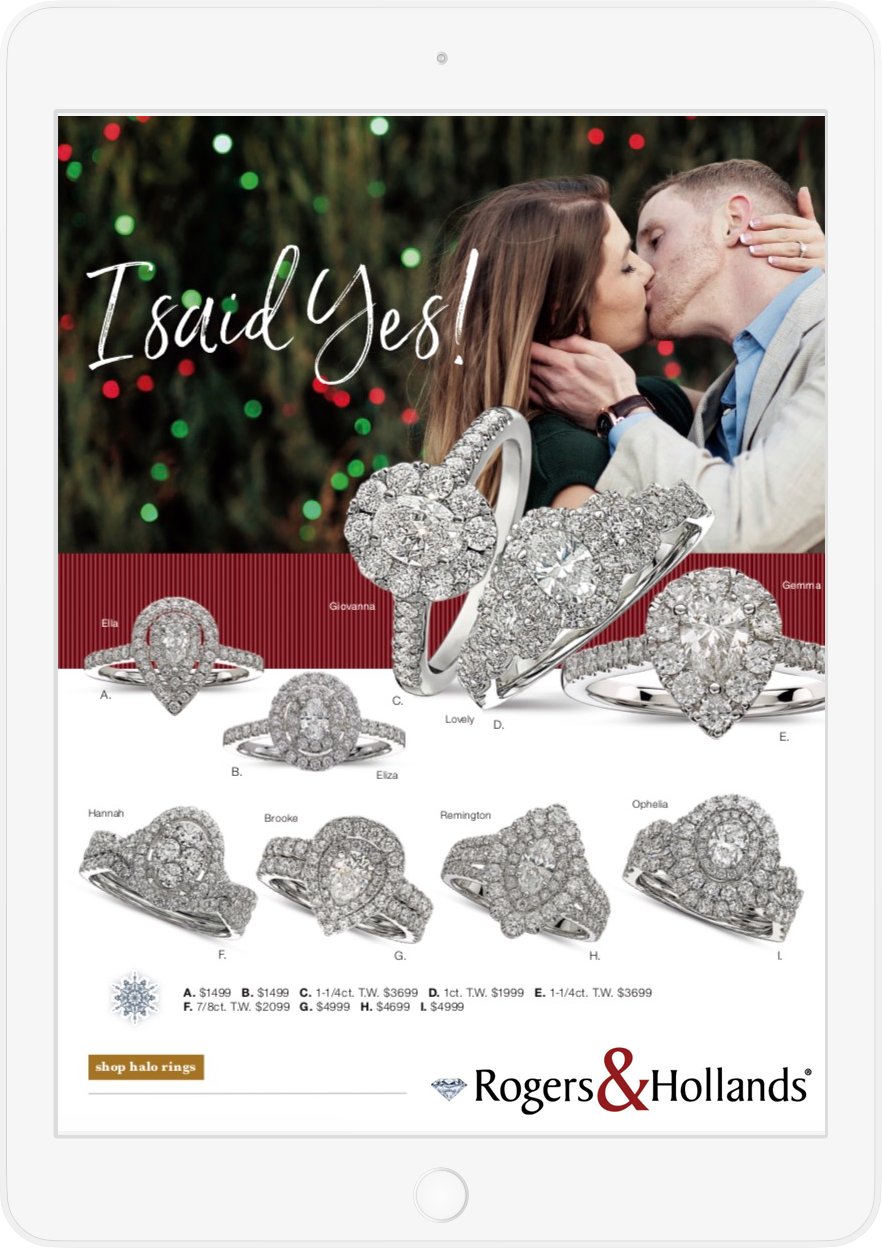 I said Yes!
Gemma
Giovanna
Ella
A.
C.
Lovely D.
E.
B.
Eliza
Hannah
Brooke
Remington
Ophelia
F.
G.
H.
I.
A. $1499 B. $1499 C. 1-1/4ct. T.W. $3699 D. 1ct. T.W. $1999 E. 1-1/4ct. T.W. $3699
F. 7/8ct. T.W. $2099 G. $4999 H. $4699 I. $4999
shop halo rings
Rogers&Hollands®